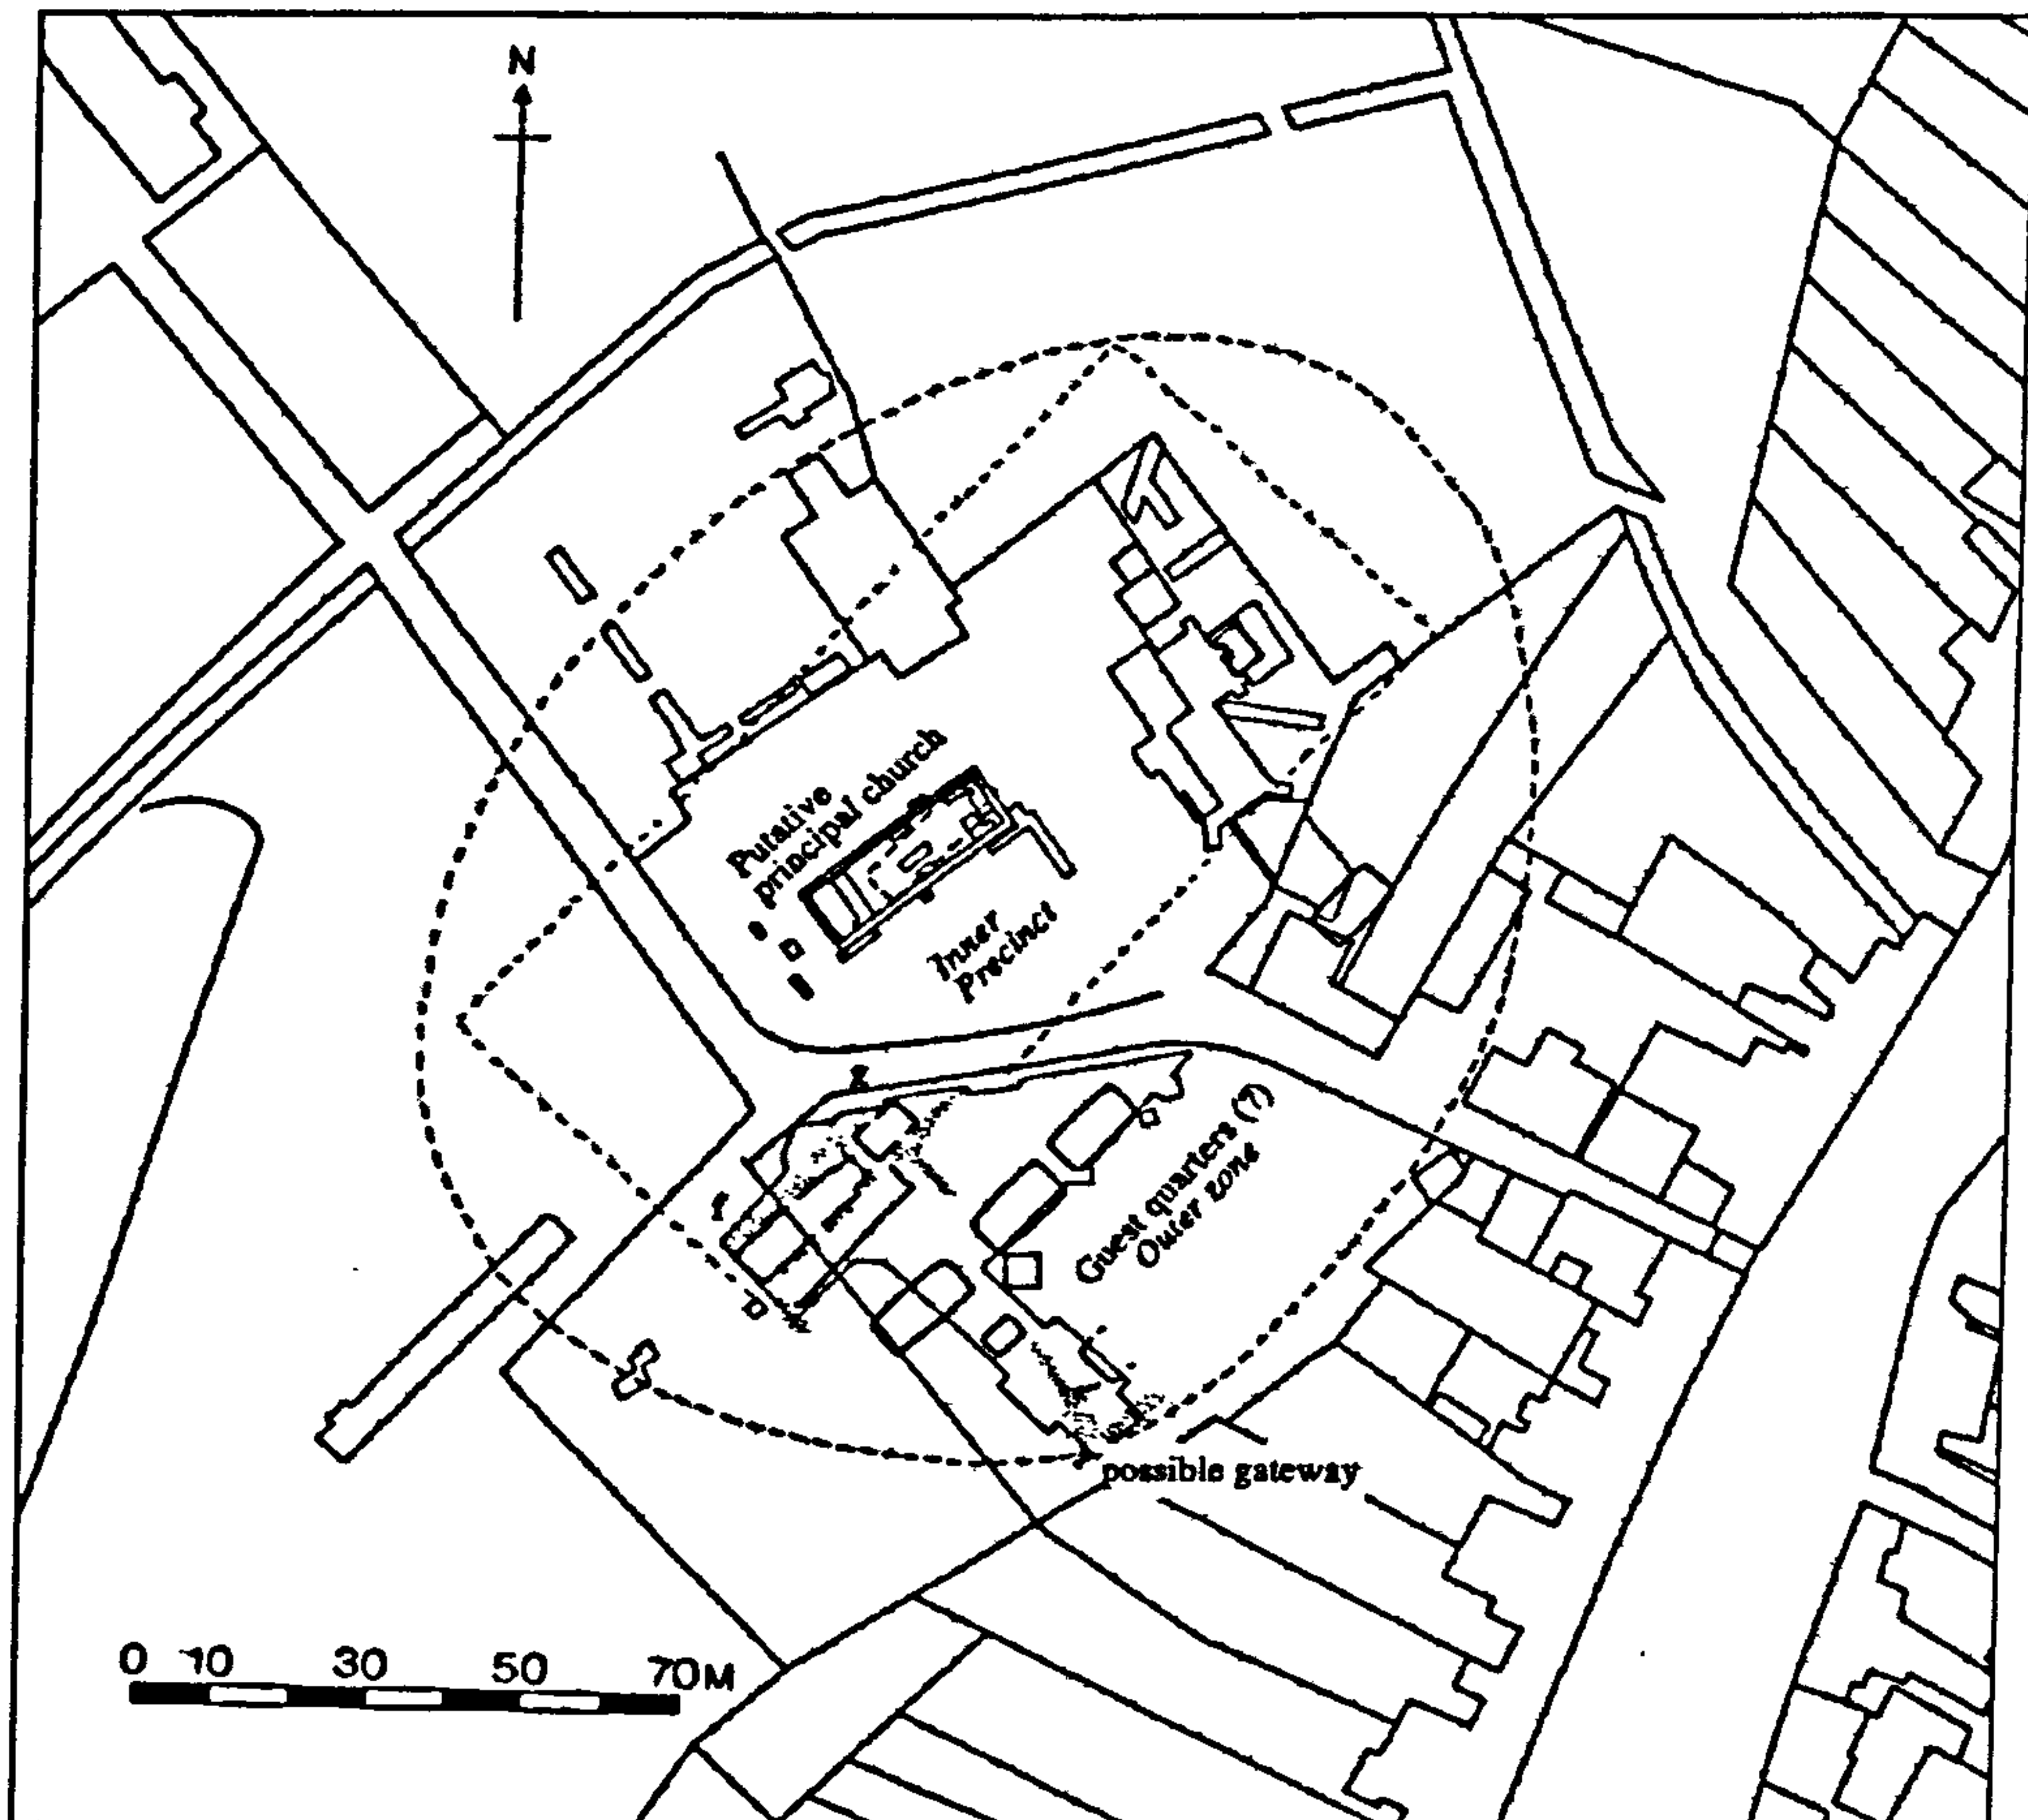 N
Putative
principal church
Inner
Precinct
Guest quarters (?)
Outer zone
possible gateway
0 10 30 50 70M